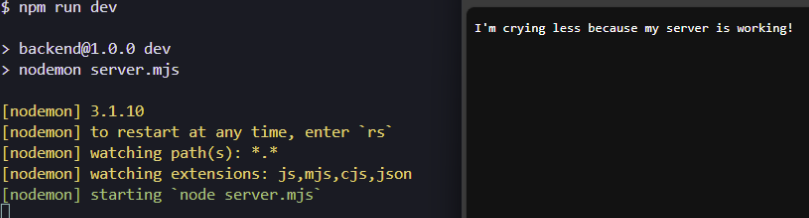 $ npm run dev
> backend@1.0.0 dev
> nodemon server.mjs
[nodemon] 3.1.10
[nodemon] to restart at any time, enter `rs`
[nodemon] watching path(s): *.*
[nodemon] watching extensions: js,mjs,cjs,json
[nodemon] starting `node server.mjs`
I'm crying less because my server is working!